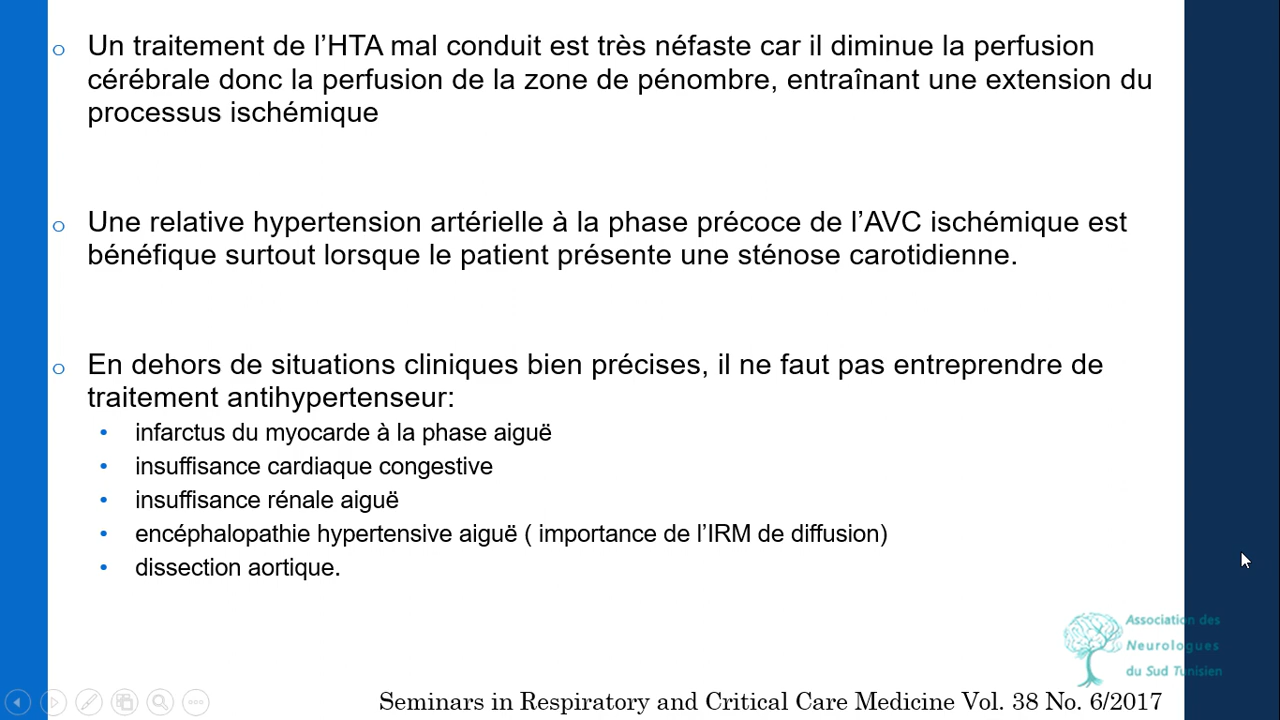 Un traitement de l’HTA mal conduit est très néfaste car il diminue la perfusion
cérébrale donc la perfusion de la zone de pénombre, entraînant une extension du
processus ischémique
Une relative hypertension artérielle à la phase précoce de l’AVC ischémique est
bénéfique surtout lorsque le patient présente une sténose carotidienne.
En dehors de situations cliniques bien précises, il ne faut pas entreprendre de
traitement antihypertenseur:
infarctus du myocarde à la phase aiguë
insuffisance cardiaque congestive
insuffisance rénale aiguë
encéphalopathie hypertensive aiguë ( importance de l’IRM de diffusion)
dissection aortique.
Association des
Neurologues
du Sud Tunisien
Seminars in Respiratory and Critical Care Medicine Vol. 38 No. 6/2017